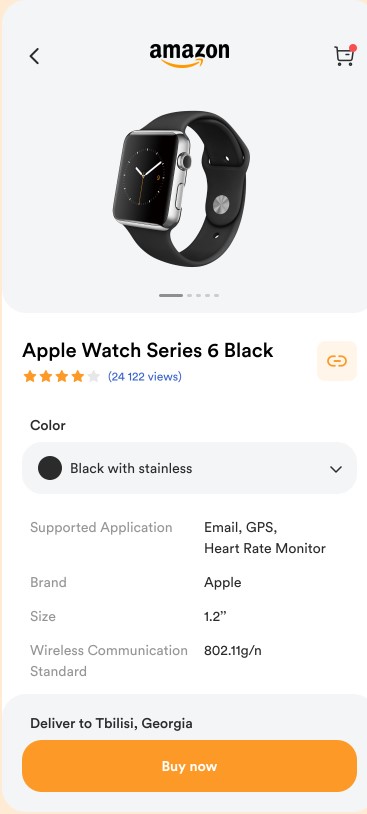 amazon
Apple Watch Series 6 Black
(24 122 views)
Color
Black with stainless
Supported Application
Email, GPS,
Heart Rate Monitor
Brand
Apple
Size
1.2’’
Wireless Communication
Standard
802.11g/n
Deliver to Tbilisi, Georgia
Buy now